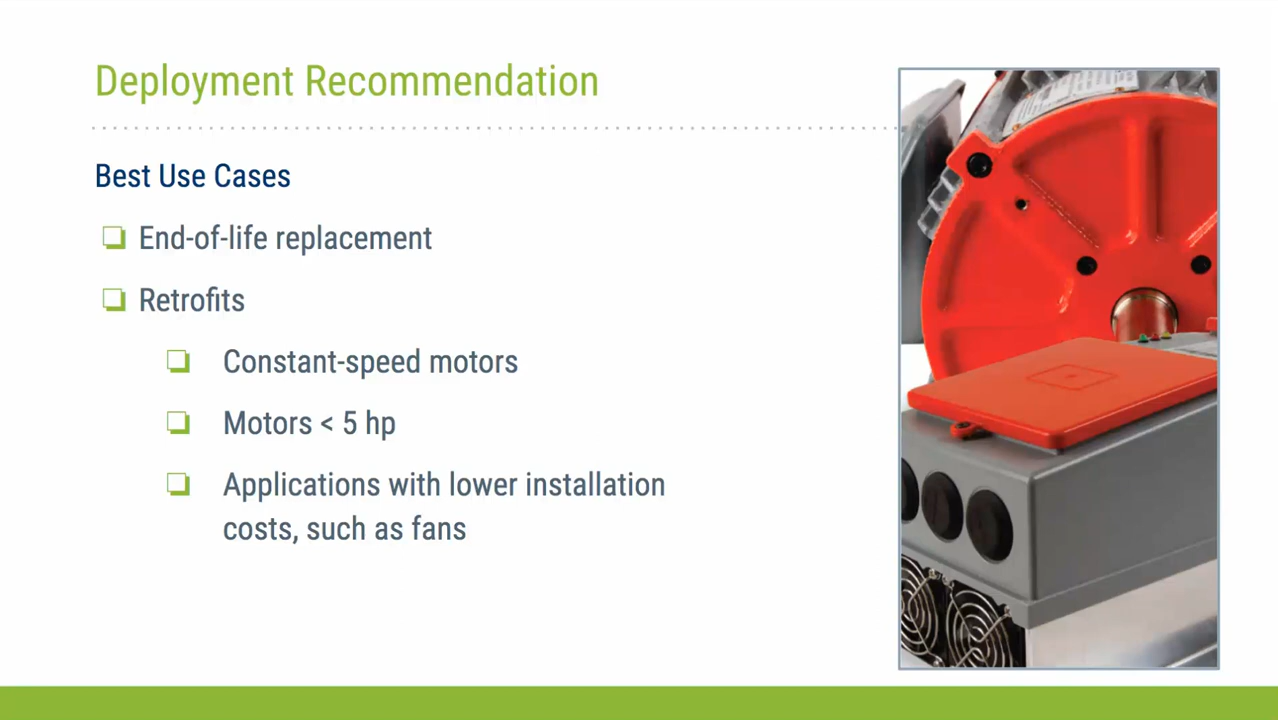 Deployment Recommendation
Best Use Cases
End-of-life replacement
Retrofits
Constant-speed motors
Motors < 5 hp
Applications with lower installation
costs, such as fans